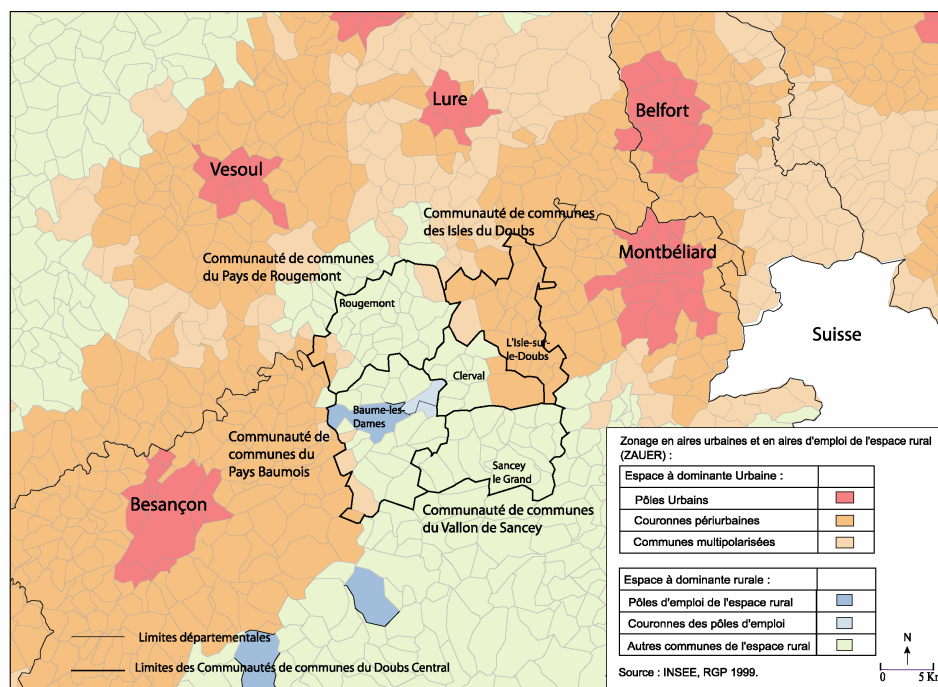 Lure
Belfort
Vesoul
Communauté de communes
des Isles du Doubs
Montbéliard
Communauté de communes
du Pays de Rougemont
Rougemont
Suisse
L'Isle-sur-
le-Doubs
Clerval
Baume-les-
Dames
Communauté de
communes du
Pays Baumois
Sancey
le Grand
Besançon
Communauté de communes
du Vallon de Sancey
Zonage en aires urbaines et en aires d'emploi de l'espace rural
(ZAUER) :
Espace à dominante Urbaine :
Pôles Urbains
Couronnes périurbaines
Communes multipolarisées
Espace à dominante rurale :
Pôles d'emploi de l'espace rural
Couronnes des pôles d'emploi
Autres communes de l'espace rural
Source : INSEE, RGP 1999.
N
0 5 Km
Limites départementales
Limites des Communautés de communes du Doubs Central